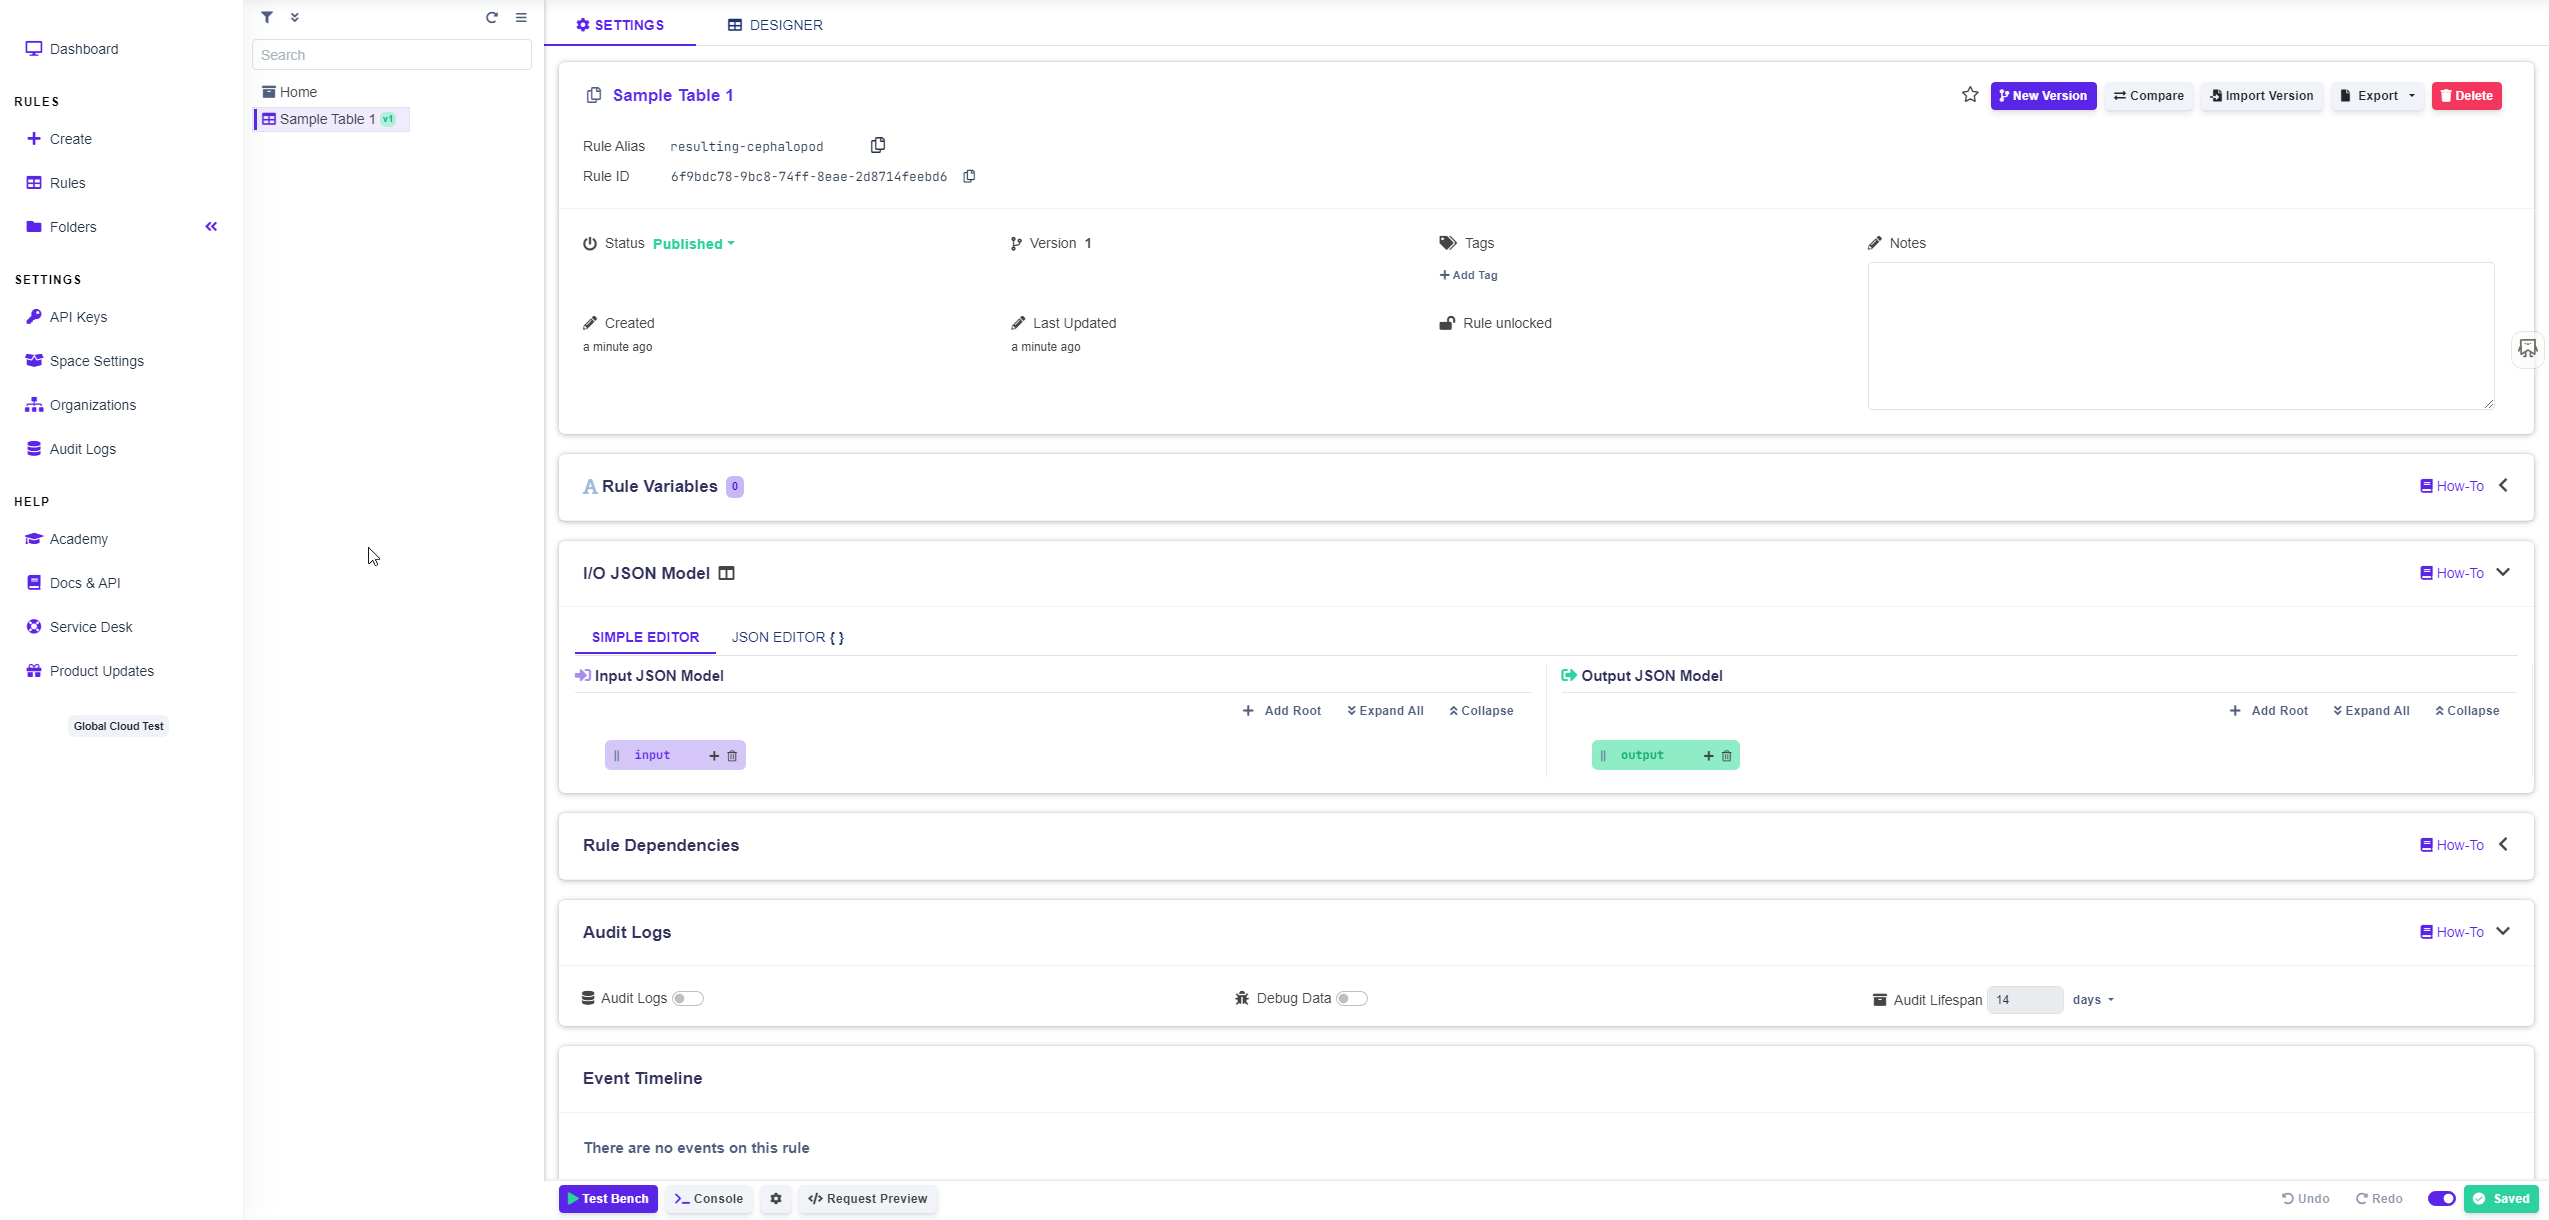 Dashboard
RULES
Create
Rules
Folders
SETTINGS
API Keys
Space Settings
Organizations
Audit Logs
HELP
Academy
Docs & API
Service Desk
Product Updates
Global Cloud Test
Search
Home
Sample Table 1 v1
SETTINGS DESIGNER
Sample Table 1
New Version Compare Import Version Export Delete
Rule Alias resulting-cephalopod
Rule ID 6f9bdc78-9bc8-74ff-8eae-2d8714feebd6
Status Published Version 1 Tags Notes
+ Add Tag
Created Last Updated Rule unlocked
a minute ago a minute ago
A Rule Variables 0 How-To
I/O JSON Model How-To
SIMPLE EDITOR JSON EDITOR { }
Input JSON Model Output JSON Model
+ Add Root Expand All Collapse + Add Root Expand All Collapse
input + output +
Rule Dependencies How-To
Audit Logs How-To
Audit Logs Debug Data Audit Lifespan 14 days
Event Timeline
There are no events on this rule
Test Bench >_ Console </> Request Preview Undo Redo Saved